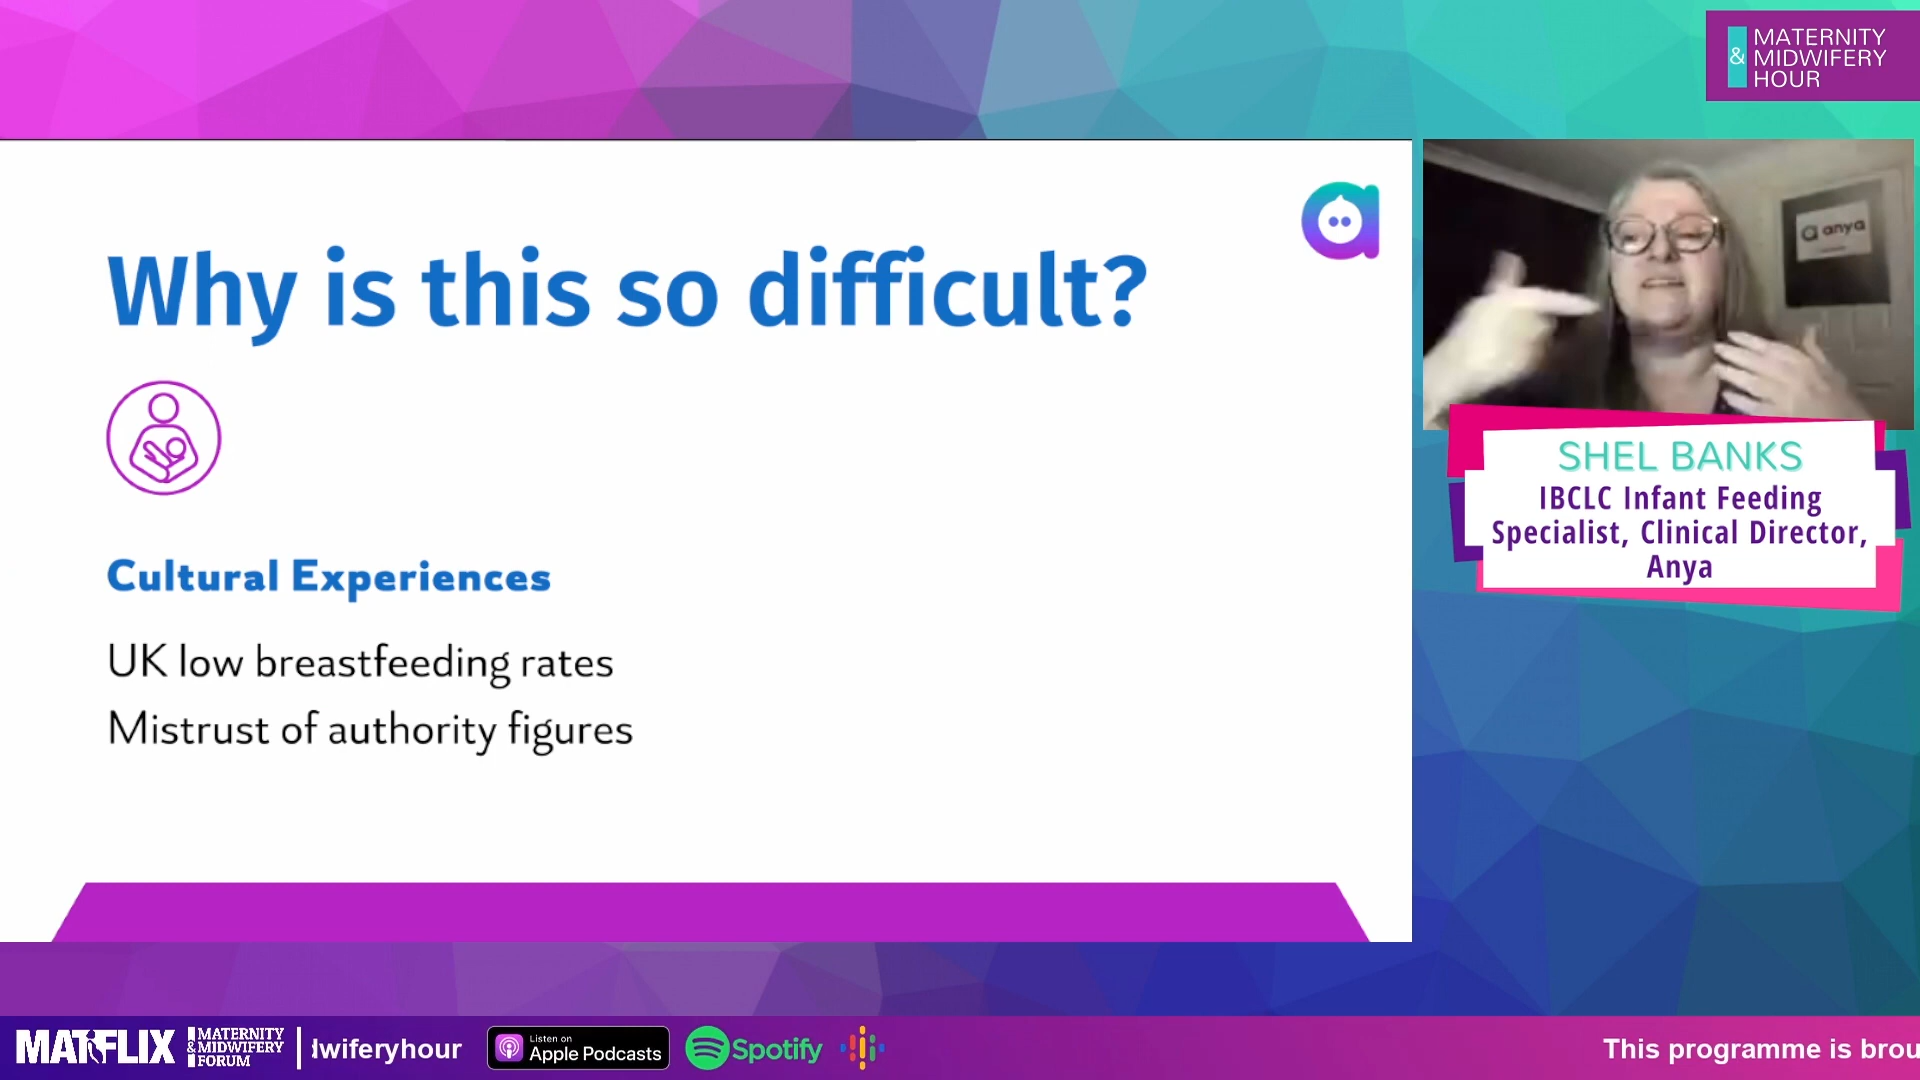 MATERNITY
& MIDWIFERY
HOUR
Why is this so difficult?
anya
SHEL BANKS
IBCLC Infant Feeding
Specialist, Clinical Director,
Anya
Cultural Experiences
UK low breastfeeding rates
Mistrust of authority figures
MATFLIX
MATERNITY
& MIDWIFERY
FORUM
dwiferyhour
Listen on
Apple Podcasts
Spotify
This programme is brou